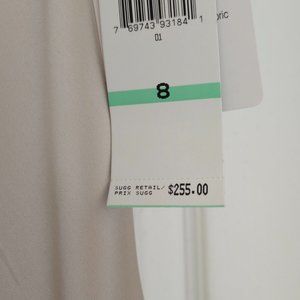 7 69743 93184 1
01
8
SUGG RETAIL/
PRIX SUGG $255.00